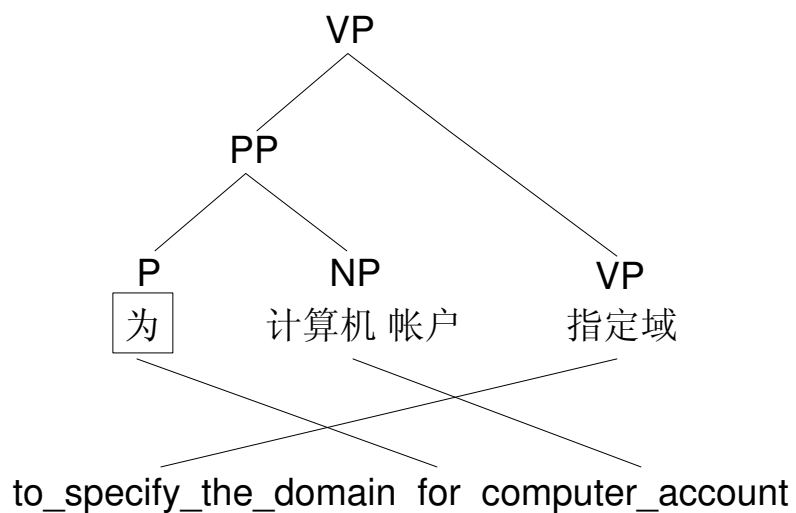 VP
PP
P NP VP
为 计算机 帐户 指定域
to_specify_the_domain for computer_account